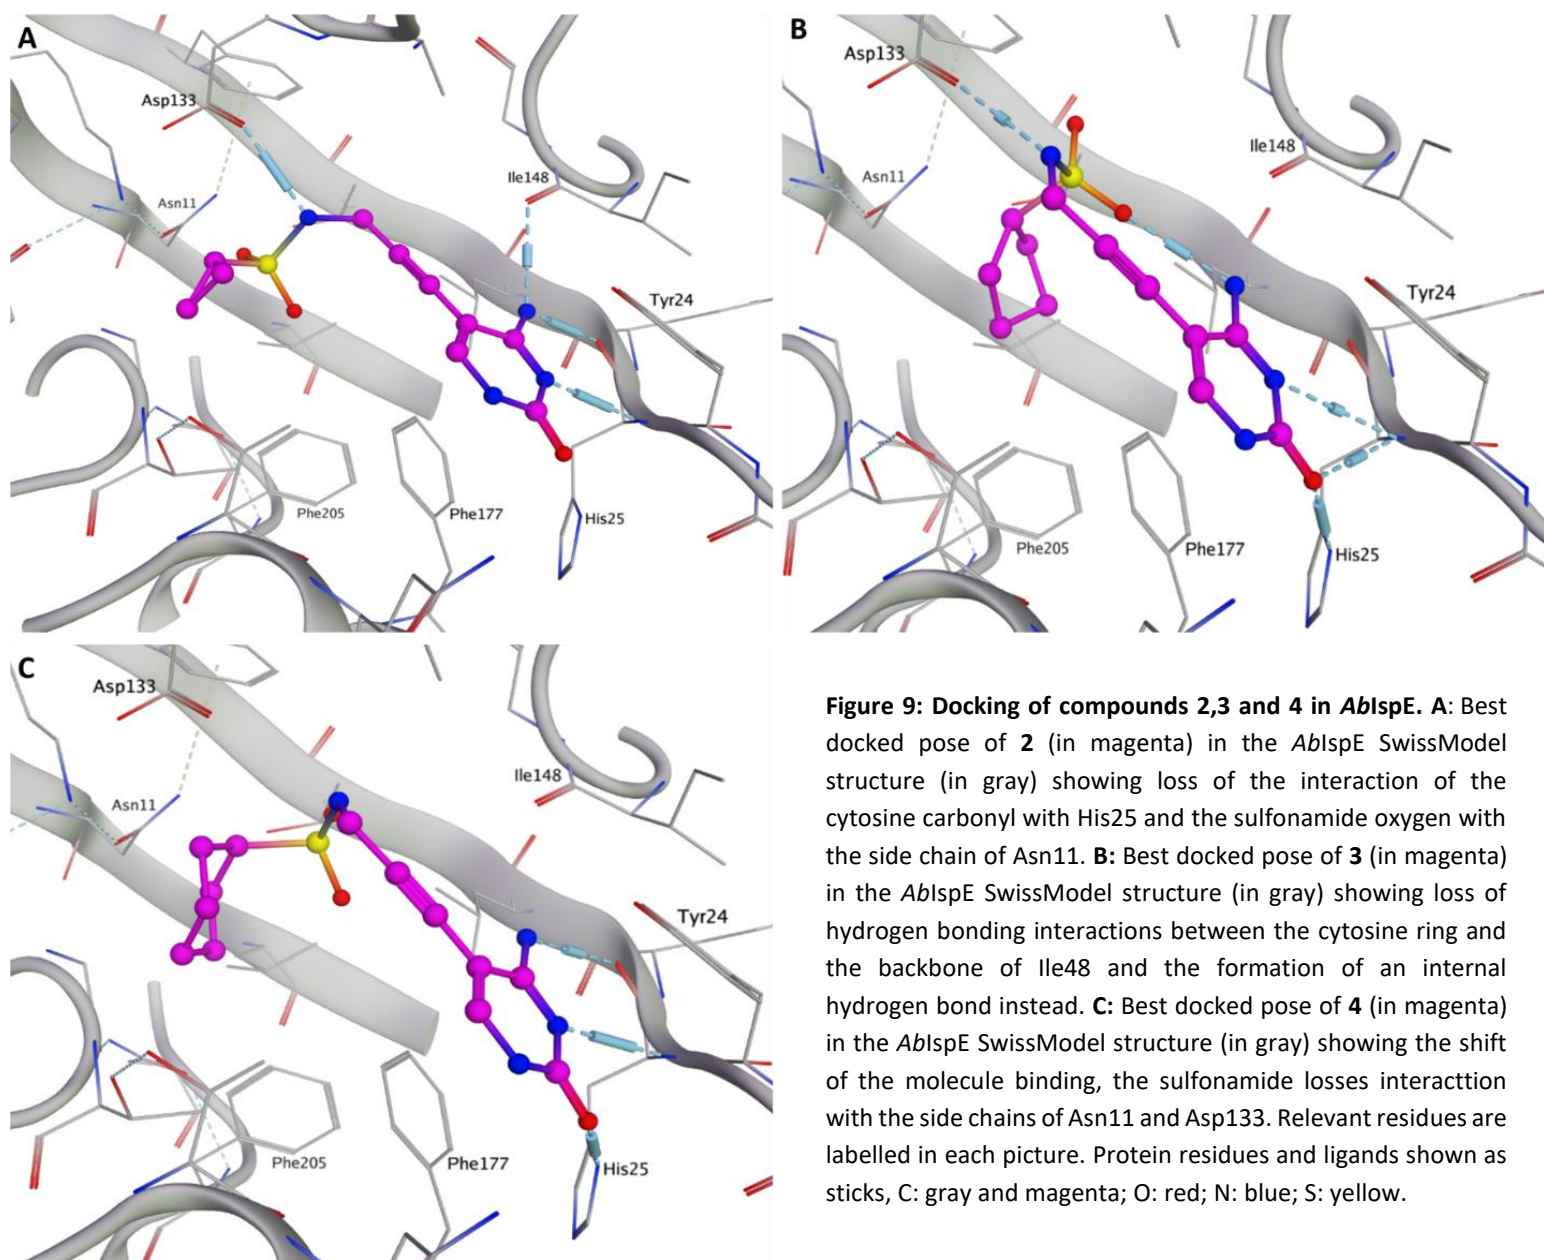 A
Asp133
Asn11
Ile148
Tyr24
Phe205
Phe177
His25
B
Asp133
Asn11
Ile148
Tyr24
Phe205
Phe177
His25
C
Asp133
Asn11
Ile148
Tyr24
Phe205
Phe177
His25
Figure 9: Docking of compounds 2,3 and 4 in AbIspE. A: Best
docked pose of 2 (in magenta) in the AbIspE SwissModel
structure (in gray) showing loss of the interaction of the
cytosine carbonyl with His25 and the sulfonamide oxygen with
the side chain of Asn11. B: Best docked pose of 3 (in magenta)
in the AbIspE SwissModel structure (in gray) showing loss of
hydrogen bonding interactions between the cytosine ring and
the backbone of Ile48 and the formation of an internal
hydrogen bond instead. C: Best docked pose of 4 (in magenta)
in the AbIspE SwissModel structure (in gray) showing the shift
of the molecule binding, the sulfonamide losses interacttion
with the side chains of Asn11 and Asp133. Relevant residues are
labelled in each picture. Protein residues and ligands shown as
sticks, C: gray and magenta; O: red; N: blue; S: yellow.